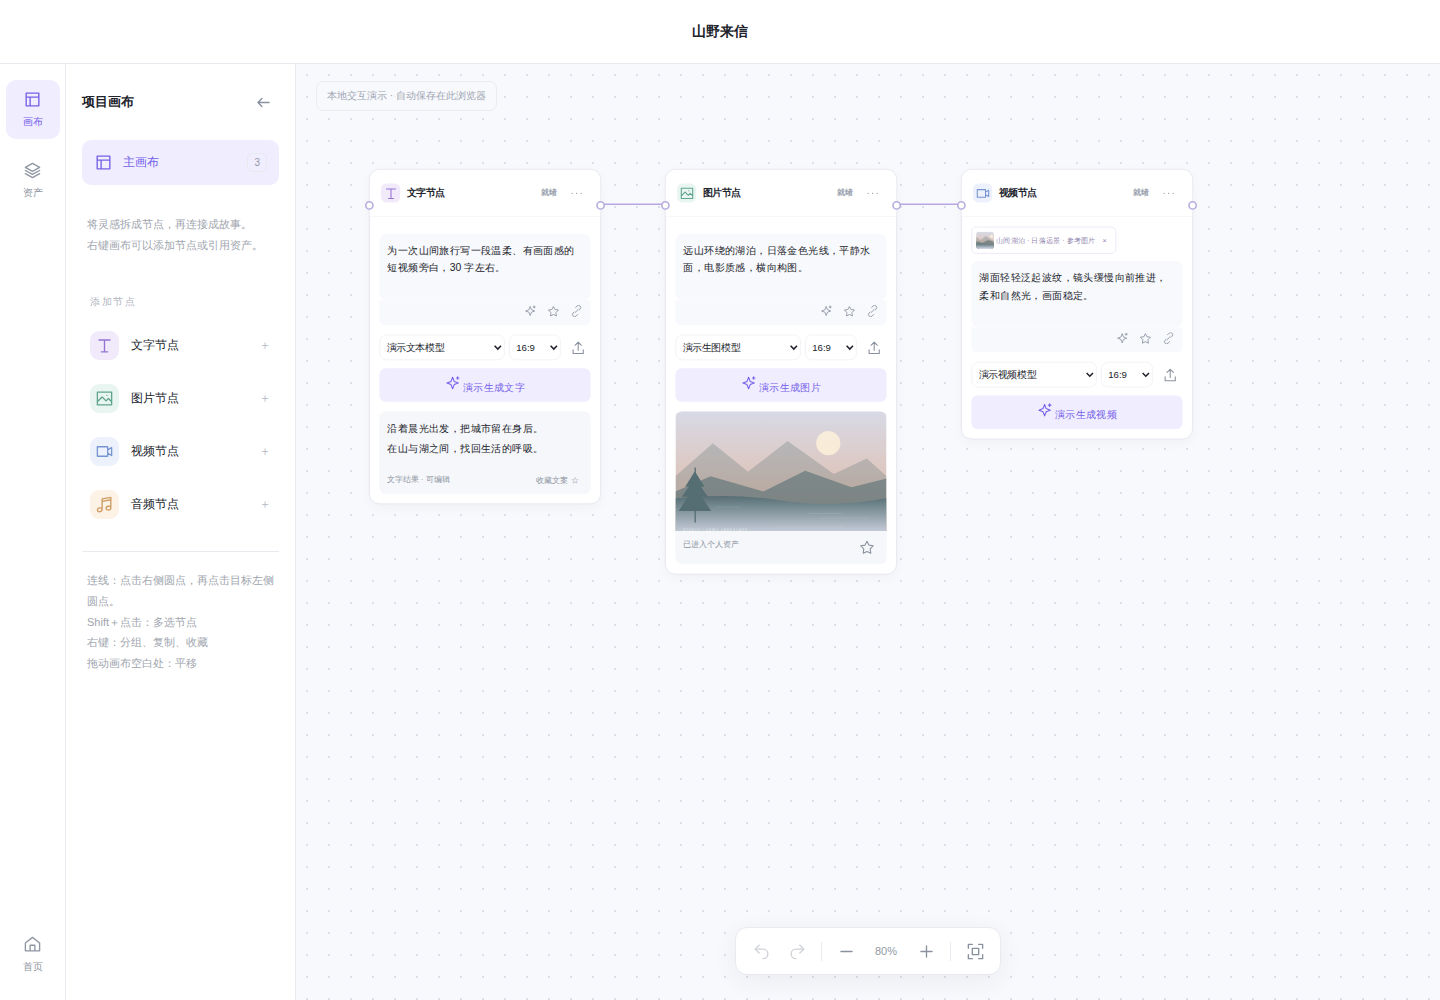 山野来信
画布
资产
首页
项目画布
主画布
3
将灵感拆成节点，再连接成故事。
右键画布可以添加节点或引用资产。
添加节点
文字节点
+
图片节点
+
视频节点
+
音频节点
+
连线：点击右侧圆点，再点击目标左侧
圆点。
Shift + 点击：多选节点
右键：分组、复制、收藏
拖动画布空白处：平移
本地交互演示 · 自动保存在此浏览器
文字节点
就绪
···
为一次山间旅行写一段温柔、有画面感的
短视频旁白，30 字左右。
演示文本模型
16:9
演示生成文字
沿着晨光出发，把城市留在身后。
在山与湖之间，找回生活的呼吸。
文字结果 · 可编辑
收藏文案 ☆
图片节点
就绪
···
远山环绕的湖泊，日落金色光线，平静水
面，电影质感，横向构图。
演示生图模型
16:9
演示生成图片
已进入个人资产
视频节点
就绪
···
山间湖泊 · 日落远景 · 参考图片 ×
湖面轻轻泛起波纹，镜头缓慢向前推进，
柔和自然光，画面稳定。
演示视频模型
16:9
演示生成视频
80%